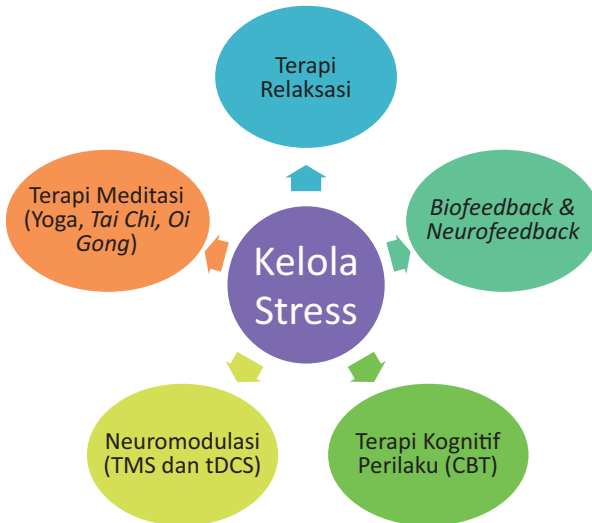 Terapi
Relaksasi
Terapi Meditasi
(Yoga, Tai Chi, Oi
Gong)
Biofeedback &
Neurofeedback
Kelola
Stress
Neuromodulasi
(TMS dan tDCS)
Terapi Kognitif
Perilaku (CBT)